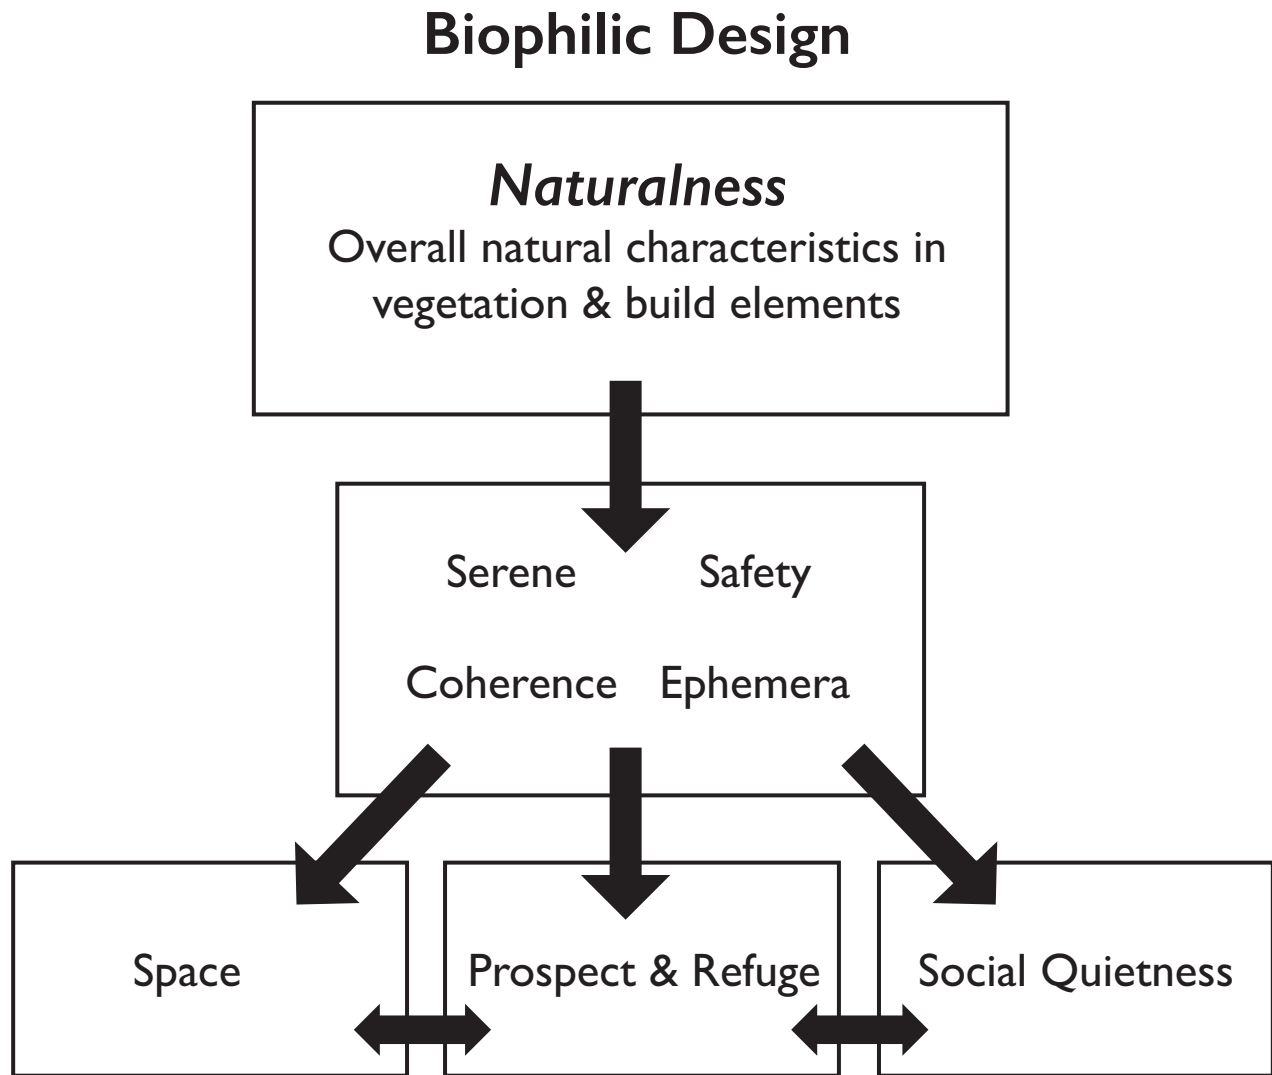 Biophilic Design
Naturalness
Overall natural characteristics in
vegetation & build elements
Serene Safety
Coherence Ephemera
Space Prospect & Refuge Social Quietness